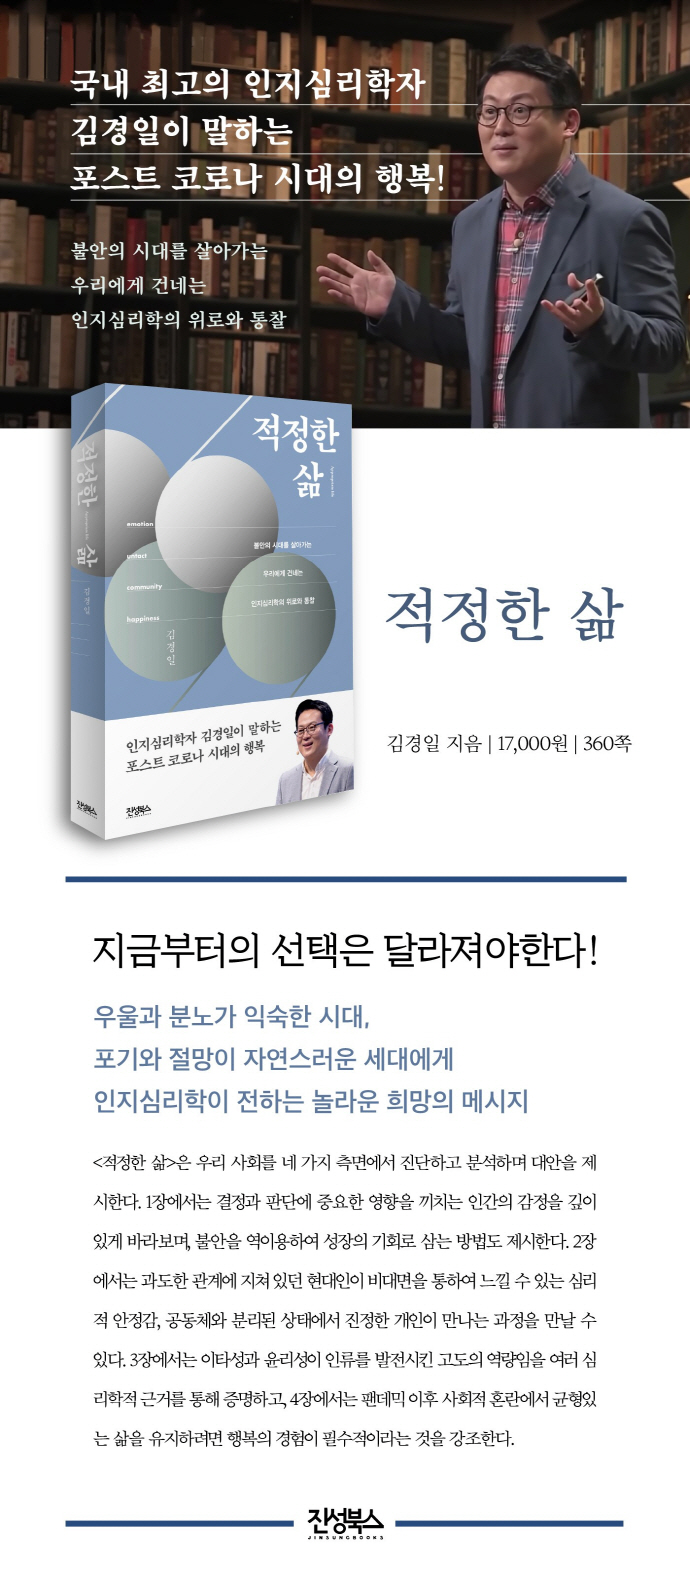 국내 최고의 인지심리학자
김경일이 말하는
포스트 코로나 시대의 행복!
불안의 시대를 살아가는
우리에게 건네는
인지심리학의 위로와 통찰
적정한 삶
김경일
진성북스
적정한
삶
emotion
untact
community
happiness
불안의 시대를 살아가는
우리에게 건네는
인지심리학의 위로와 통찰
김경일
인지심리학자 김경일이 말하는
포스트 코로나 시대의 행복
진성북스
적정한 삶
김경일 지음 | 17,000원 | 360쪽
지금부터의 선택은 달라져야한다!
우울과 분노가 익숙한 시대,
포기와 절망이 자연스러운 세대에게
인지심리학이 전하는 놀라운 희망의 메시지
<적정한 삶>은 우리 사회를 네 가지 측면에서 진단하고 분석하며 대안을 제
시한다. 1장에서는 결정과 판단에 중요한 영향을 끼치는 인간의 감정을 깊이
있게 바라보며, 불안을 역이용하여 성장의 기회로 삼는 방법도 제시한다. 2장
에서는 과도한 관계에 지쳐 있던 현대인이 비대면을 통하여 느낄 수 있는 심리
적 안정감, 공동체와 분리된 상태에서 진정한 개인이 만나는 과정을 만날 수
있다. 3장에서는 이타성과 윤리성이 인류를 발전시킨 고도의 역량임을 여러 심
리학적 근거를 통해 증명하고, 4장에서는 팬데믹 이후 사회적 혼란에서 균형있
는 삶을 유지하려면 행복의 경험이 필수적이라는 것을 강조한다.
진성북스
JINSUNGBOOKS